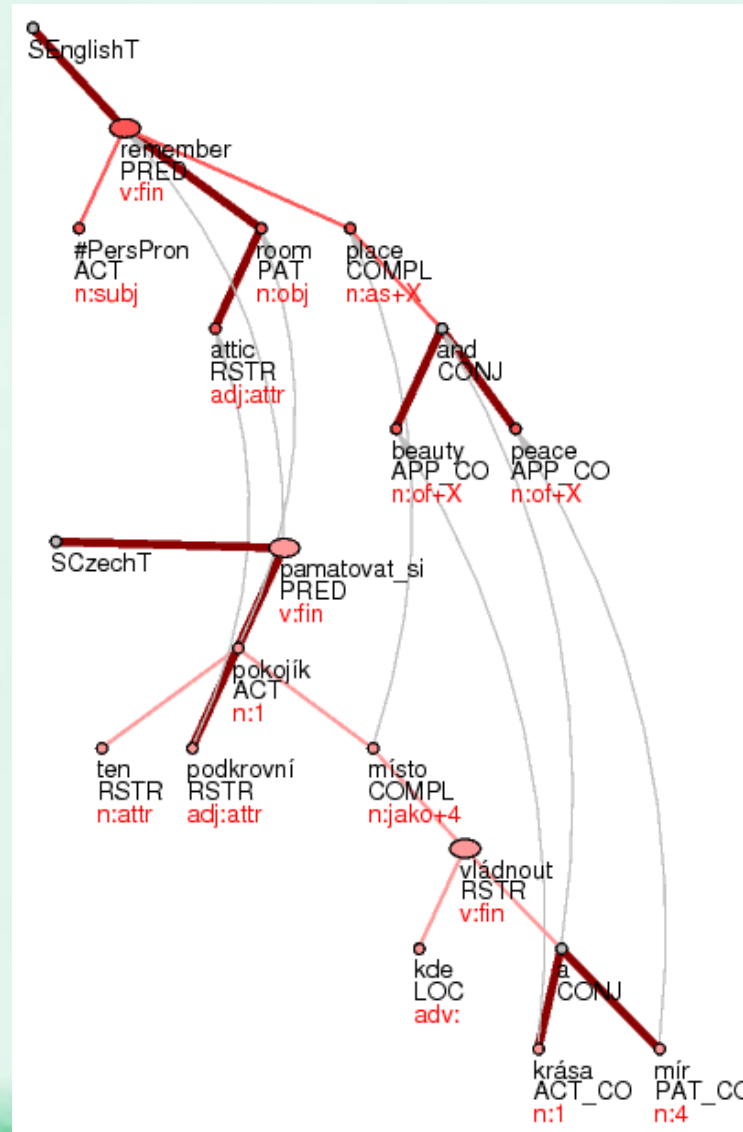 SEnglishT
remember
PRED
v:fin
#PersPron
ACT
n:subj
room
PAT
n:obj
place
COMPL
n:as+X
attic
RSTR
adj:attr
and
CONJ
beauty
APP_CO
n:of+X
peace
APP_CO
n:of+X
SCzechT
pamatovat_si
PRED
v:fin
pokojík
ACT
n:1
ten
RSTR
n:attr
podkrovní
RSTR
adj:attr
místo
COMPL
n:jako+4
vládnout
RSTR
v:fin
kde
LOC
adv:
a
CONJ
krása
ACT_CO
n:1
mír
PAT_CO
n:4